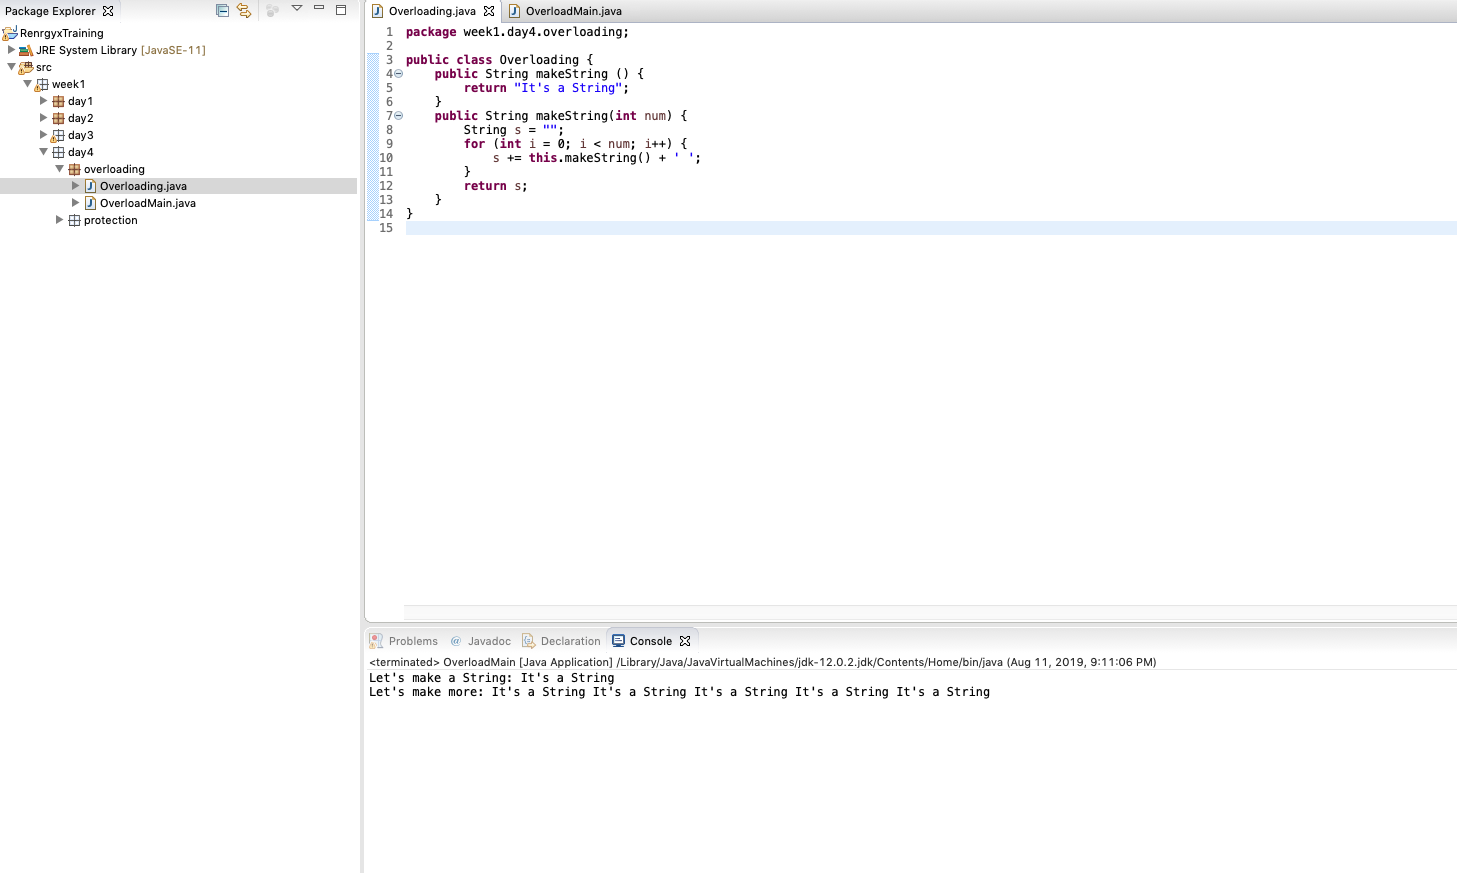 Package Explorer
RenrgyxTraining
JRE System Library [JavaSE-11]
src
week1
day1
day2
day3
day4
overloading
Overloading.java
OverloadMain.java
protection
Overloading.java OverloadMain.java
1 package week1.day4.overloading;
2
3 public class Overloading {
4 public String makeString () {
5 return "It's a String";
6 }
7 public String makeString(int num) {
8 String s = "";
9 for (int i = 0; i < num; i++) {
10 s += this.makeString() + ' ';
11 }
12 return s;
13 }
14 }
15
Problems @ Javadoc Declaration Console
<terminated> OverloadMain [Java Application] /Library/Java/JavaVirtualMachines/jdk-12.0.2.jdk/Contents/Home/bin/java (Aug 11, 2019, 9:11:06 PM)
Let's make a String: It's a String
Let's make more: It's a String It's a String It's a String It's a String It's a String